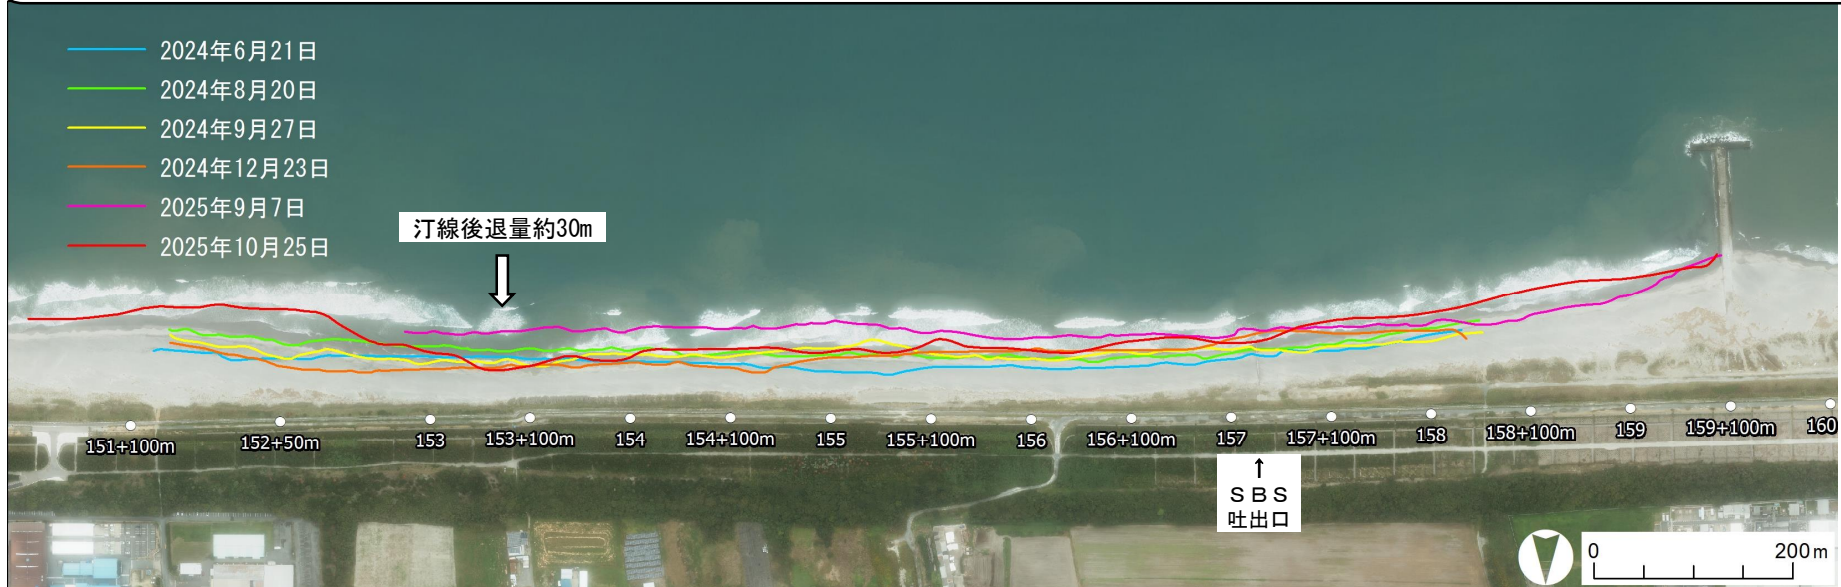 2024年6月21日
2024年8月20日
2024年9月27日
2024年12月23日
2025年9月7日
2025年10月25日
汀線後退量約30m
151+100m
152+50m
153
153+100m
154
154+100m
155
155+100m
156
156+100m
157
157+100m
158
158+100m
159
159+100m
160
↑
ＳＢＳ
吐出口
0 200m